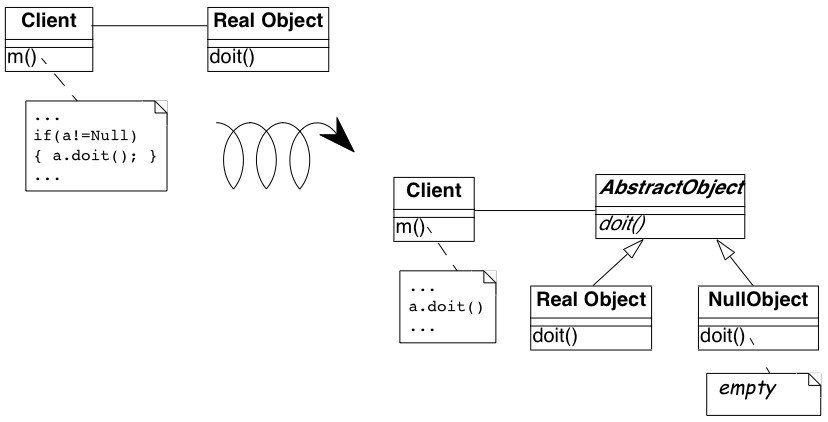 Client
Real Object
m()
doit()
...
if(a!=Null)
{ a.doit(); }
...
Client
AbstractObject
m()
doit()
...
a.doit()
...
Real Object
NullObject
doit()
doit()
empty